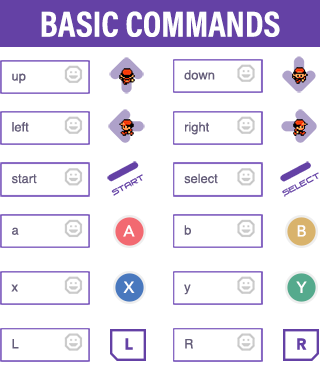 BASIC COMMANDS
up
down
left
right
start
START
select
SELECT
a
A
b
B
x
X
y
Y
L
L
R
R